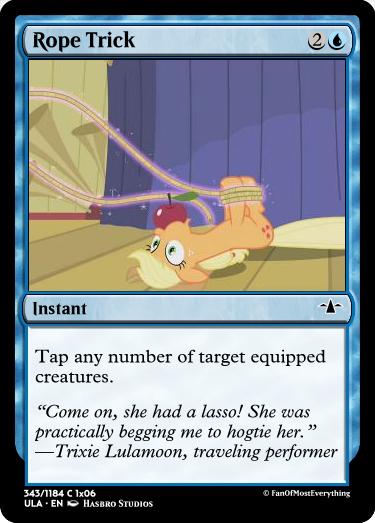 Rope Trick 2
Instant
Tap any number of target equipped
creatures.
“Come on, she had a lasso! She was
practically begging me to hogtie her.”
—Trixie Lulamoon, traveling performer
343/1184 C 1x06
ULA • EN Hasbro Studios
© FanOfMostEverything